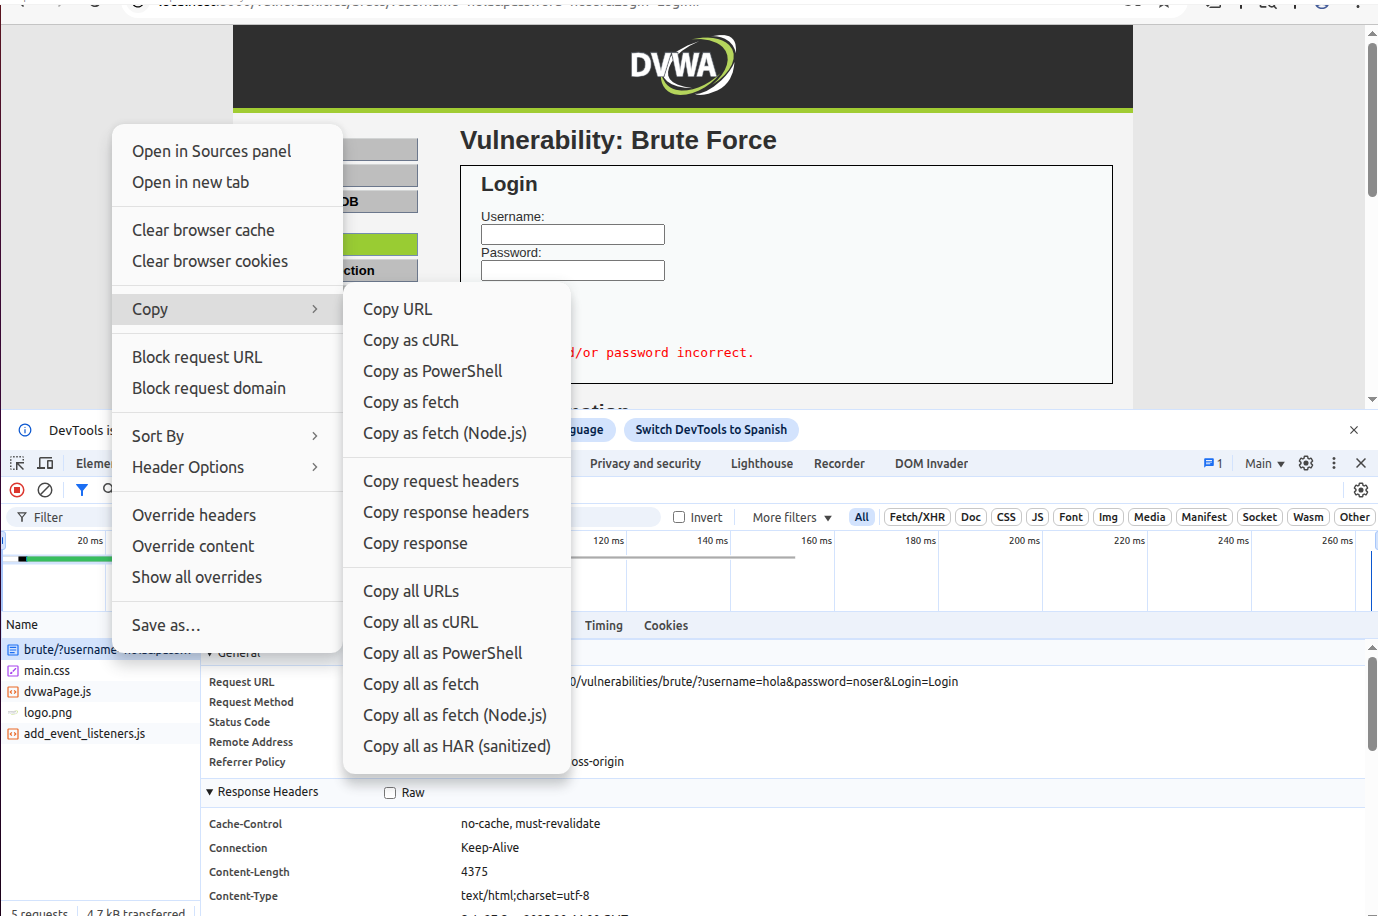 DVWA
Vulnerability: Brute Force
Login
Username:
Password:
d/or password incorrect.
DB
ction
Open in Sources panel
Open in new tab
Clear browser cache
Clear browser cookies
Copy
Block request URL
Block request domain
Sort By
Header Options
Override headers
Override content
Show all overrides
Save as…
Copy URL
Copy as cURL
Copy as PowerShell
Copy as fetch
Copy as fetch (Node.js)
Copy request headers
Copy response headers
Copy response
Copy all URLs
Copy all as cURL
Copy all as PowerShell
Copy all as fetch
Copy all as fetch (Node.js)
Copy all as HAR (sanitized)
DevTools is
guage
Switch DevTools to Spanish
Elemen
Privacy and security
Lighthouse
Recorder
DOM Invader
1
Main
Filter
Invert
More filters
All
Fetch/XHR
Doc
CSS
JS
Font
Img
Media
Manifest
Socket
Wasm
Other
20 ms
120 ms
140 ms
160 ms
180 ms
200 ms
220 ms
240 ms
260 ms
Name
Timing
Cookies
brute/?username
main.css
dvwaPage.js
logo.png
add_event_listeners.js
General
Request URL
0/vulnerabilities/brute/?username=hola&password=noser&Login=Login
Request Method
Status Code
Remote Address
Referrer Policy
oss-origin
Response Headers
Raw
Cache-Control
no-cache, must-revalidate
Connection
Keep-Alive
Content-Length
4375
Content-Type
text/html;charset=utf-8
5 requests
4.7 kB transferred